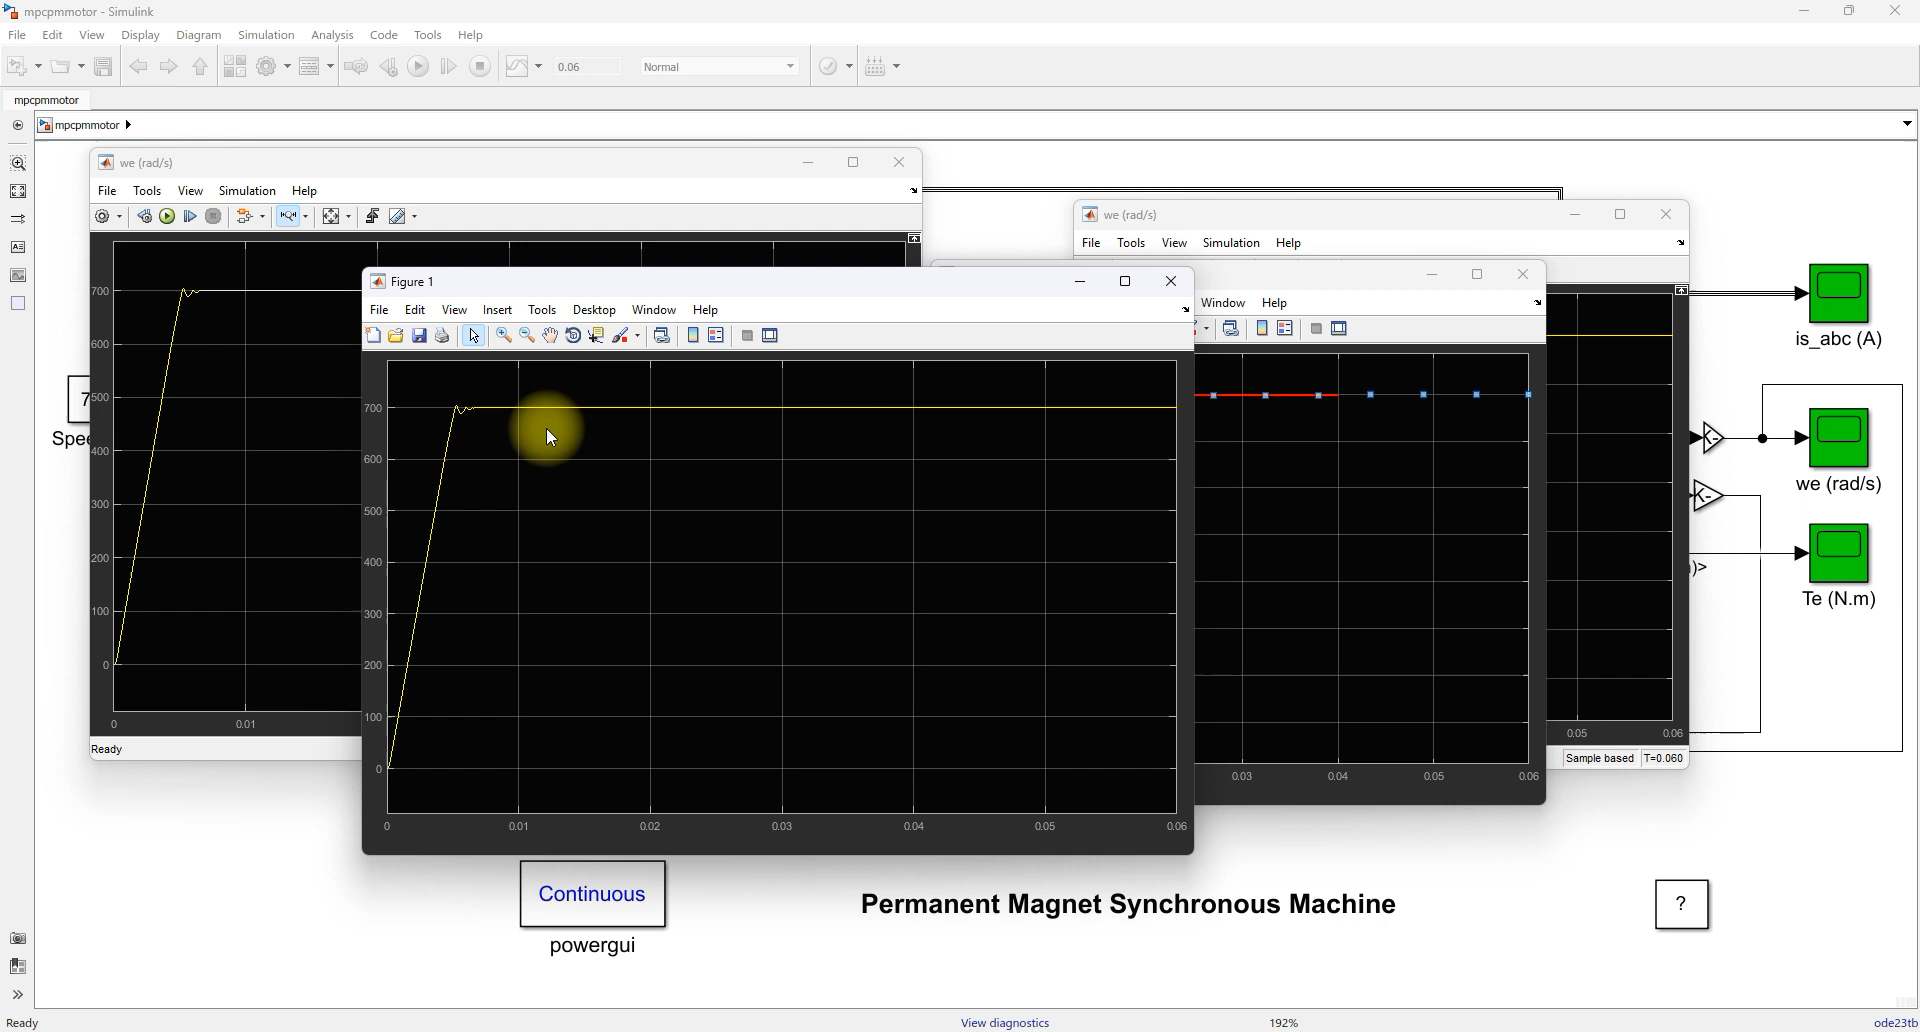 mpcpmmotor - Simulink
File Edit View Display Diagram Simulation Analysis Code Tools Help
0.06 Normal
mpcpmmotor
mpcpmmotor
we (rad/s)
File Tools View Simulation Help
700
600
500
400
300
200
100
0
0 0.01
Ready
7
Spee
Figure 1
File Edit View Insert Tools Desktop Window Help
700
600
500
400
300
200
100
0
0 0.01 0.02 0.03 0.04 0.05 0.06
Window Help
0.03 0.04 0.05 0.06
we (rad/s)
File Tools View Simulation Help
0.05 0.06
Sample based T=0.060
is_abc (A)
K-
we (rad/s)
K-
)>
Te (N.m)
Continuous
powergui
Permanent Magnet Synchronous Machine
?
Ready View diagnostics 192% ode23tb